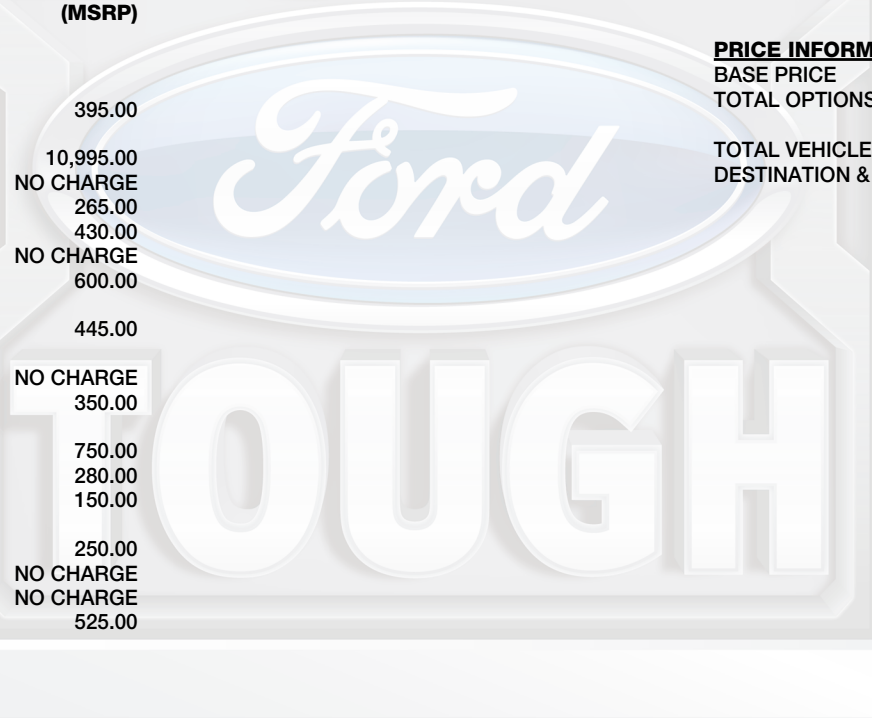 (MSRP)
395.00
10,995.00
NO CHARGE
265.00
430.00
NO CHARGE
600.00
445.00
NO CHARGE
350.00
750.00
280.00
150.00
250.00
NO CHARGE
NO CHARGE
525.00
PRICE INFORM
BASE PRICE
TOTAL OPTIONS
TOTAL VEHICLE
DESTINATION &
Ford
TOUGH